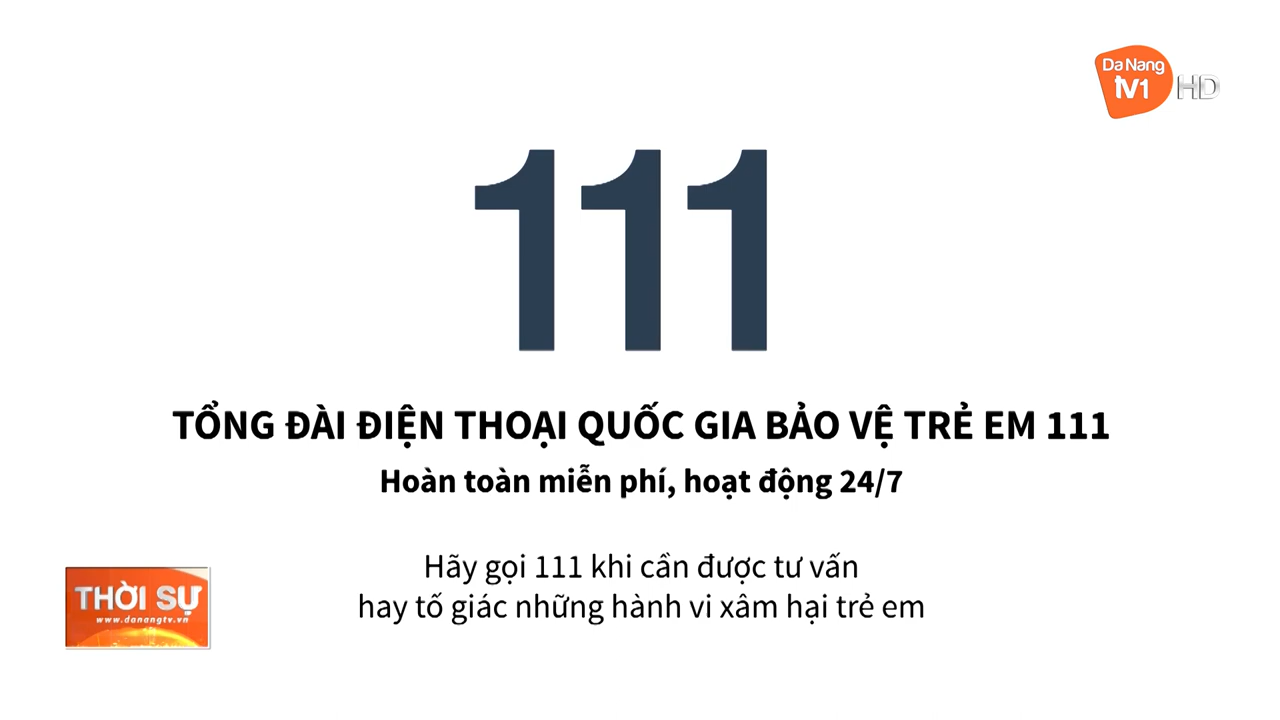 Da Nang
TV1 HD
111
TỔNG ĐÀI ĐIỆN THOẠI QUỐC GIA BẢO VỆ TRẺ EM 111
Hoàn toàn miễn phí, hoạt động 24/7
Hãy gọi 111 khi cần được tư vấn
hay tố giác những hành vi xâm hại trẻ em
THỜI SỰ
www.danangtv.vn